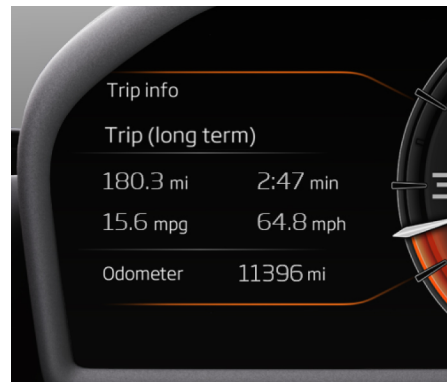 Trip info
Trip (long term)
180.3 mi 2:47 min
15.6 mpg 64.8 mph
Odometer 11396 mi